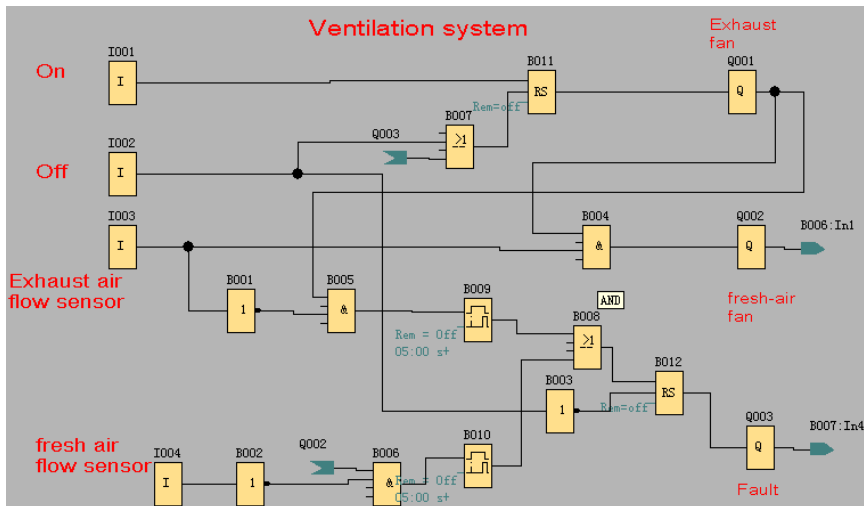 Ventilation system
Exhaust
fan
I001
On
I
B011
RS
Rem=off
Q001
Q
B007
≥1
Q003
I002
Off
I
I003
I
B004
&
Q002
Q
B006:In1
Exhaust air
flow sensor
B001
1
B005
&
B009
Rem = Off
05:00 s+
AND
fresh-air
fan
B008
≥1
B012
RS
Rem=off
B003
1
Q003
Q
B007:In4
Fault
fresh air
flow sensor
I004
I
B002
1
Q002
B006
&
B010
Rem = Off
05:00 s+